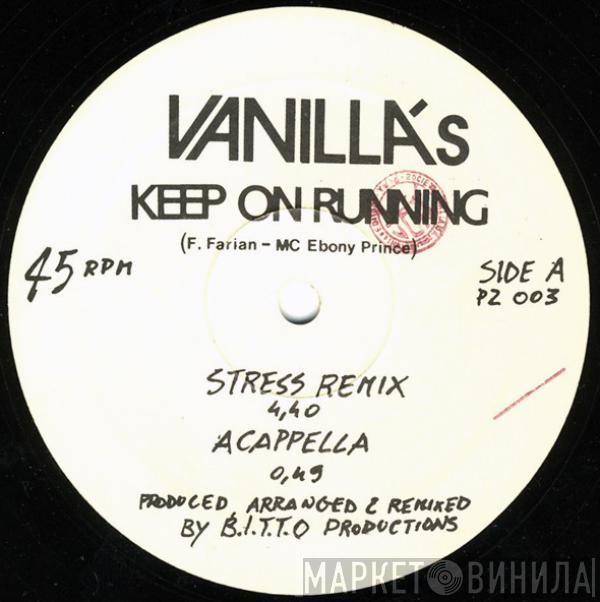 VANILLA's
KEEP ON RUNNING
(F. Farian – MC Ebony Prince)
45 RPM
SIDE A
PZ 003
STRESS REMIX
4,40
ACAPPELLA
0,49
PRODUCED, ARRANGED & REMIXED
BY B.I.T.T.O PRODUCTIONS
МАРКЕТ ВИНИЛА